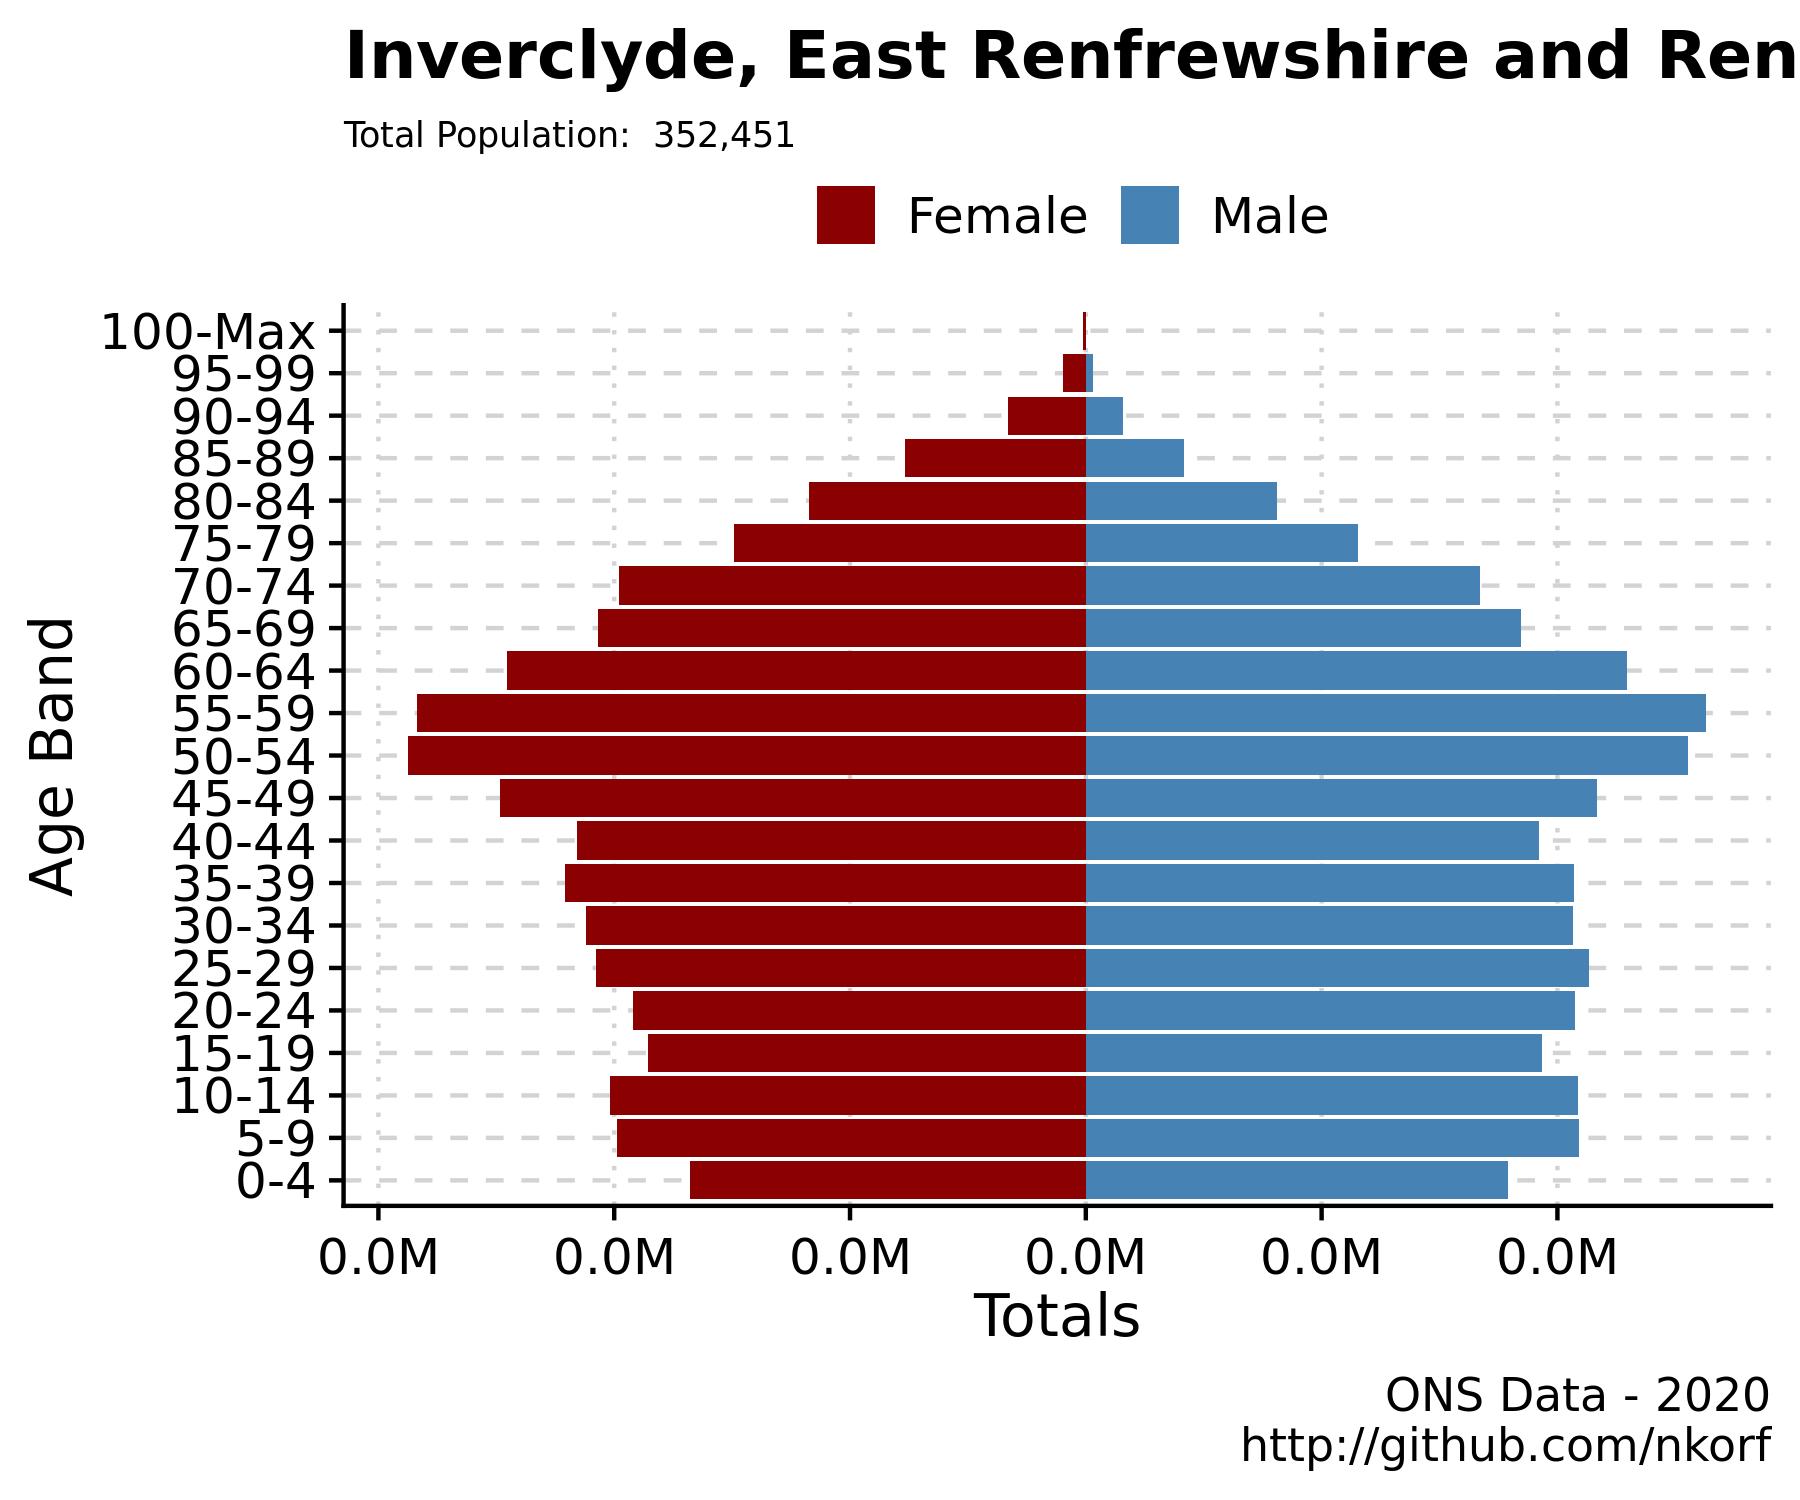 Inverclyde, East Renfrewshire and Ren
Total Population:  352,451
Female
Male
100-Max
95-99
90-94
85-89
80-84
75-79
70-74
65-69
60-64
55-59
50-54
45-49
40-44
35-39
30-34
25-29
20-24
15-19
10-14
5-9
0-4
Age Band
0.0M 0.0M 0.0M 0.0M 0.0M 0.0M
Totals
ONS Data - 2020
http://github.com/nkorf